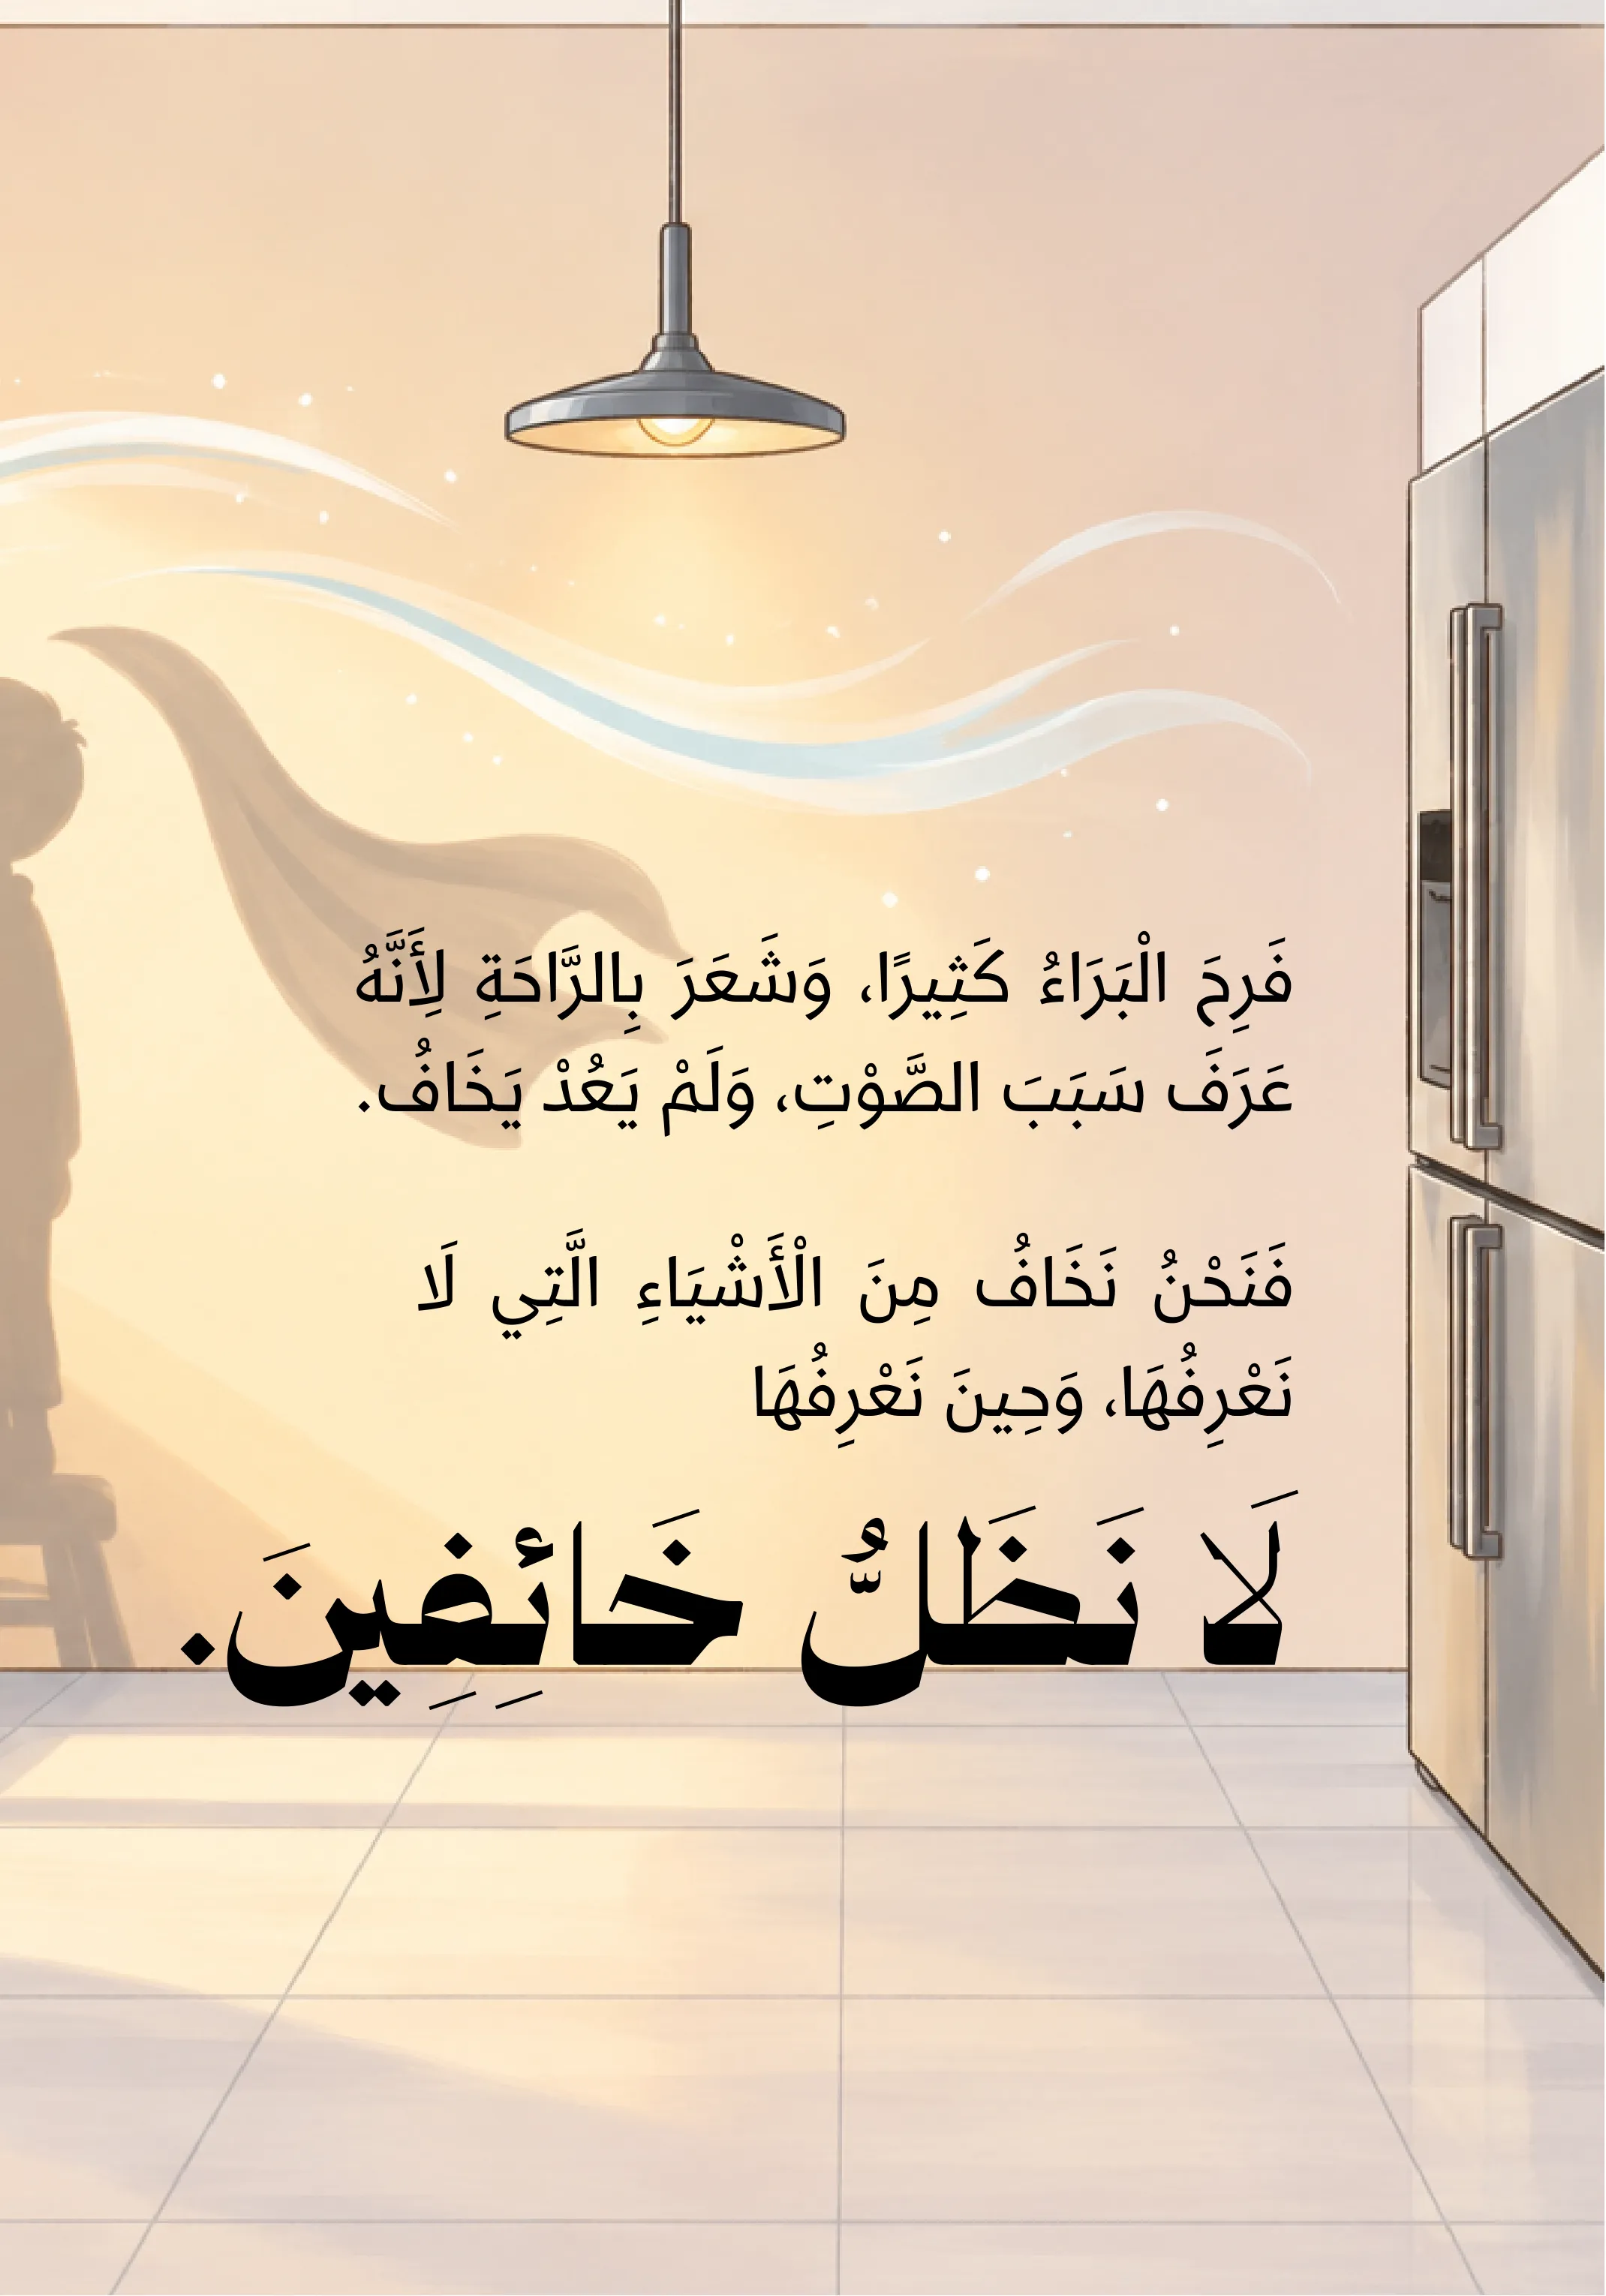 فَرِحَ الْبَرَاءُ كَثِيرًا، وَشَعَرَ بِالرَّاحَةِ لِأَنَّهُ
عَرَفَ سَبَبَ الصَّوْتِ، وَلَمْ يَعُدْ يَخَافُ.
فَنَحْنُ نَخَافُ مِنَ الْأَشْيَاءِ الَّتِي لَا
نَعْرِفُهَا، وَحِينَ نَعْرِفُهَا
لَا نَظَلُّ خَائِفِينَ.